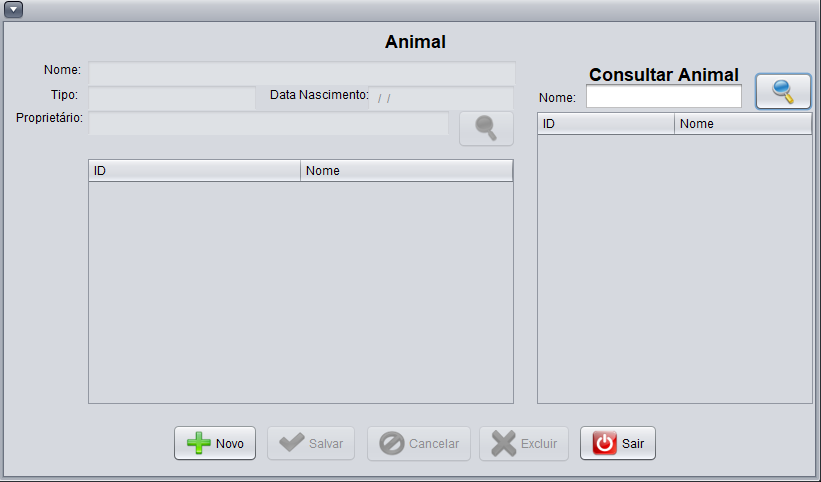 Animal
Nome:
Tipo:
Data Nascimento:
/ /
Proprietário:
ID
Nome
Consultar Animal
Nome:
ID
Nome
Novo
Salvar
Cancelar
Excluir
Sair